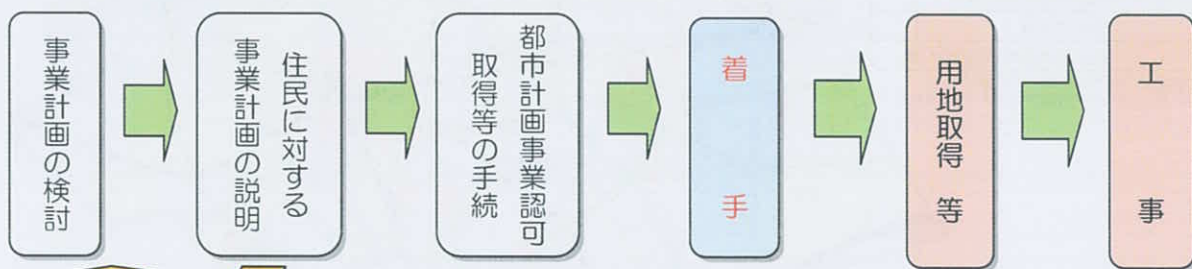 事業計画の検討
住民に対する
事業計画の説明
都市計画事業認可
取得等の手続
着手
用地取得等
工事